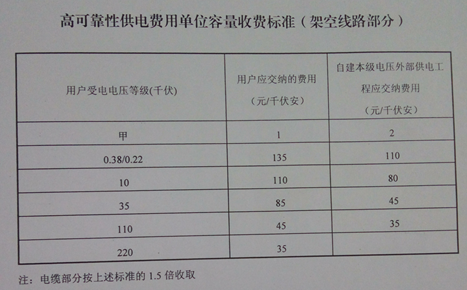 高可靠性供电费用单位容量收费标准（架空线路部分）
用户受电电压等级(千伏) 用户应交纳的费用（元/千伏安） 自建本级电压外部供电工程应交纳费用（元/千伏安）
甲 1 2
0.38/0.22 135 110
10 110 80
35 85 45
110 45 35
220 35
注：电缆部分按上述标准的 1.5 倍收取